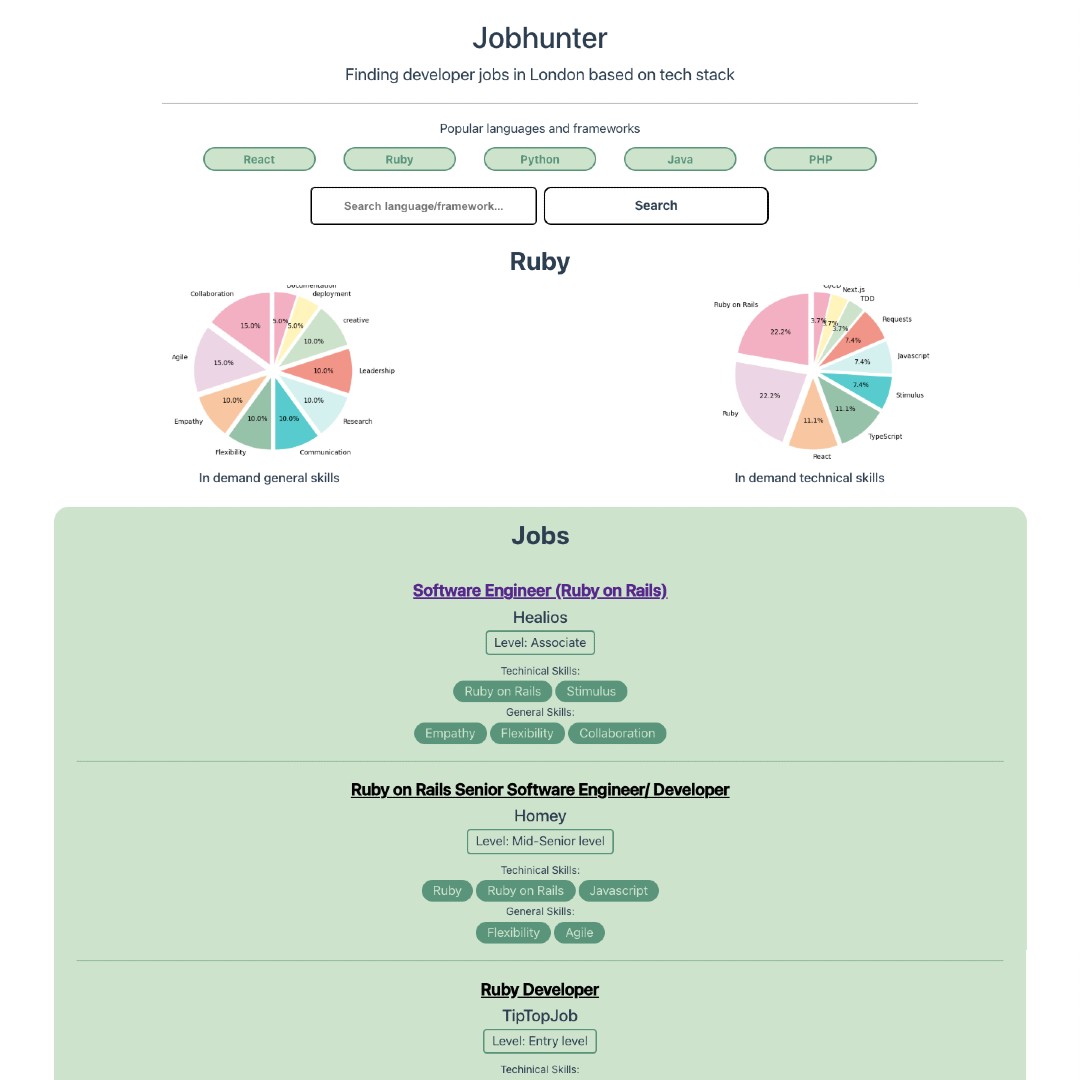 Jobhunter
Finding developer jobs in London based on tech stack
Popular languages and frameworks
React Ruby Python Java PHP
Search language/framework... Search
Ruby
deployment
Collaboration
creative
5.0%
5.0%
15.0%
10.0%
Agile
15.0%
10.0%
Leadership
10.0%
10.0%
10.0%
10.0%
Empathy
Research
Flexibility
Communication
In demand general skills
Next.js
TDD
Ruby on Rails
Requests
3.7%
3.7%
22.2%
7.4%
Javascript
7.4%
7.4%
Stimulus
22.2%
11.1%
Ruby
11.1%
TypeScript
React
In demand technical skills
Jobs
Software Engineer (Ruby on Rails)
Healios
Level: Associate
Techinical Skills:
Ruby on Rails Stimulus
General Skills:
Empathy Flexibility Collaboration
Ruby on Rails Senior Software Engineer/ Developer
Homey
Level: Mid-Senior level
Techinical Skills:
Ruby Ruby on Rails Javascript
General Skills:
Flexibility Agile
Ruby Developer
TipTopJob
Level: Entry level
Techinical Skills: